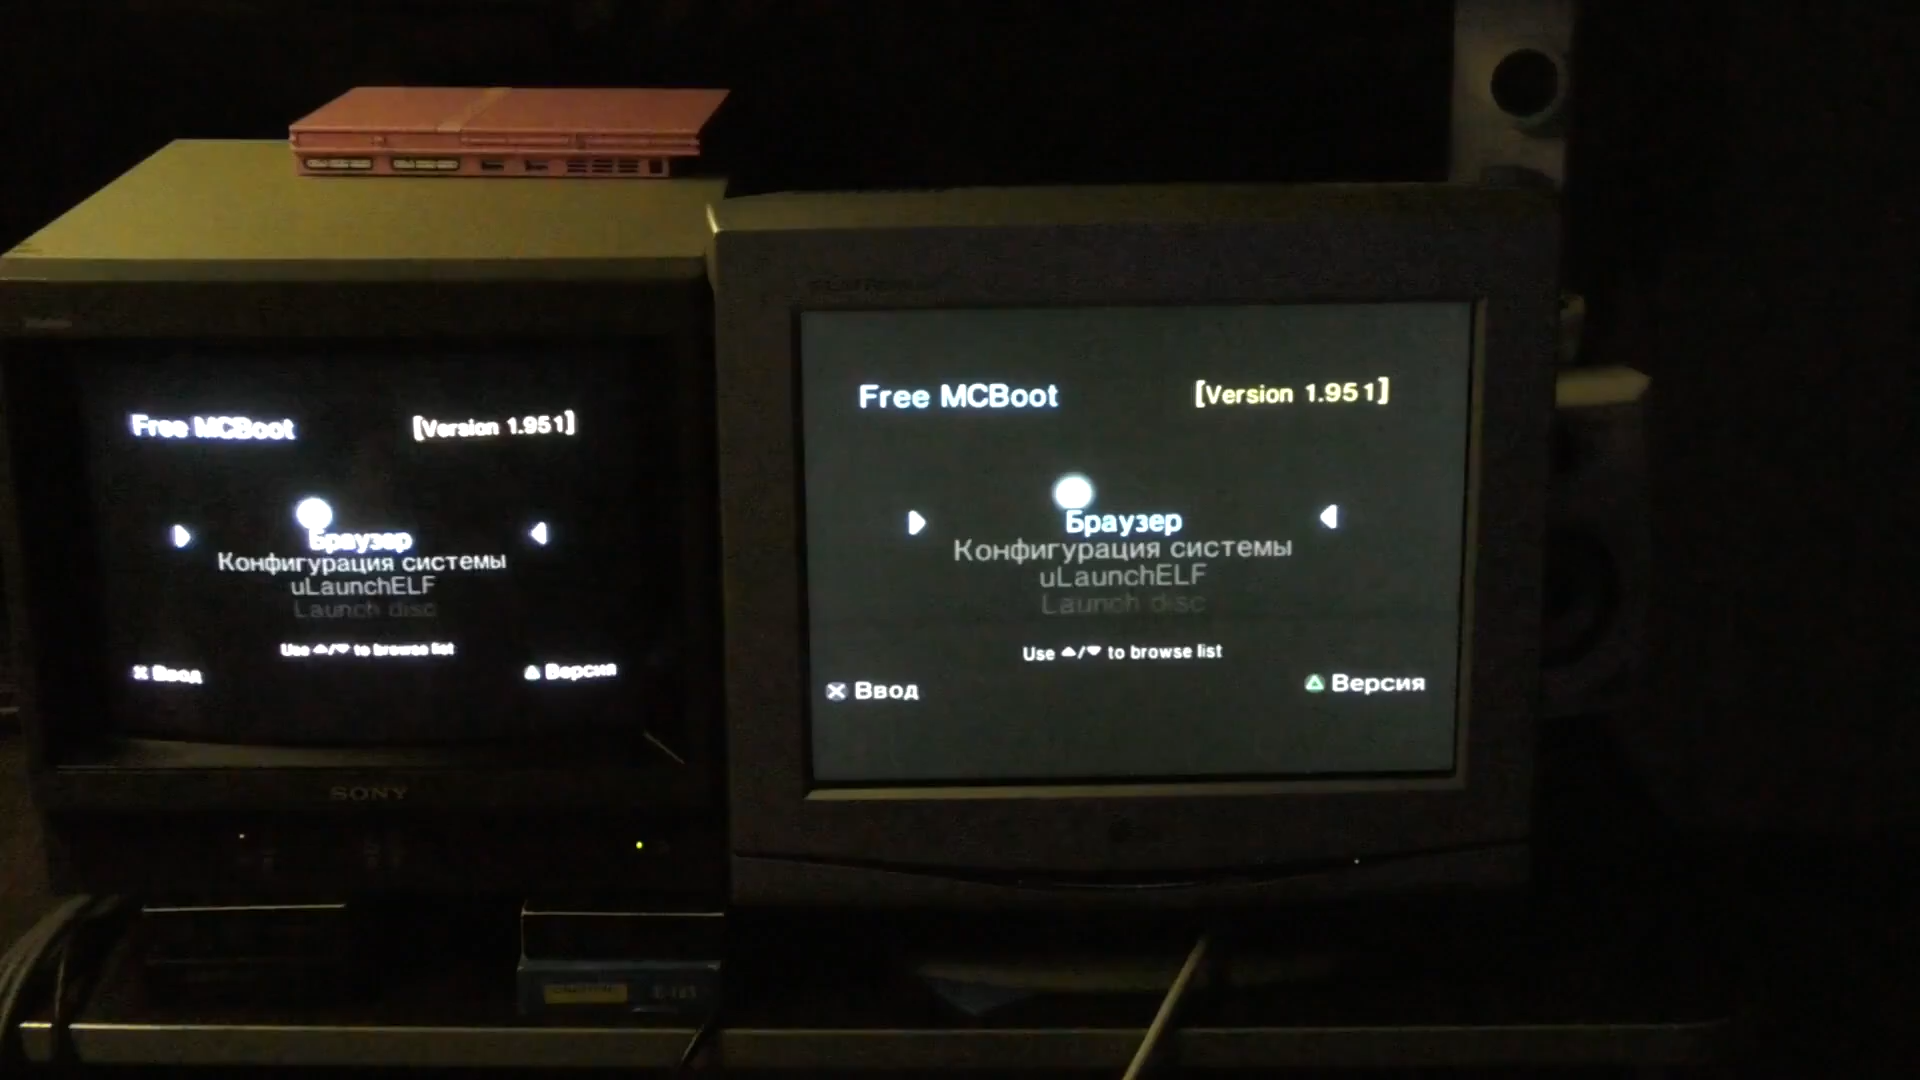 Free MCBoot
[Version 1.951]
Браузер
Конфигурация системы
uLaunchELF
Launch disc
Use ▲/▼ to browse list
Ввод
Версия
SONY
Free MCBoot
[Version 1.951]
Браузер
Конфигурация системы
uLaunchELF
Launch disc
Use ▲/▼ to browse list
Ввод
Версия